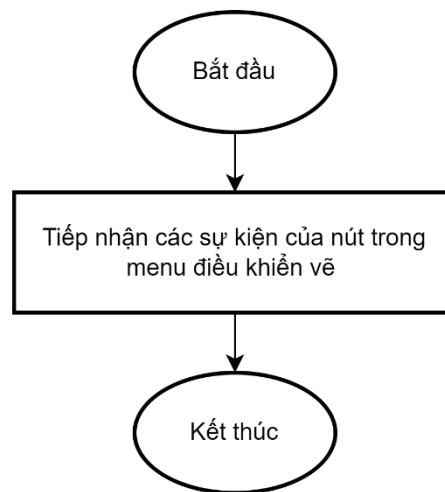 Bắt đầu
Tiếp nhận các sự kiện của nút trong
menu điều khiển vẽ
Kết thúc